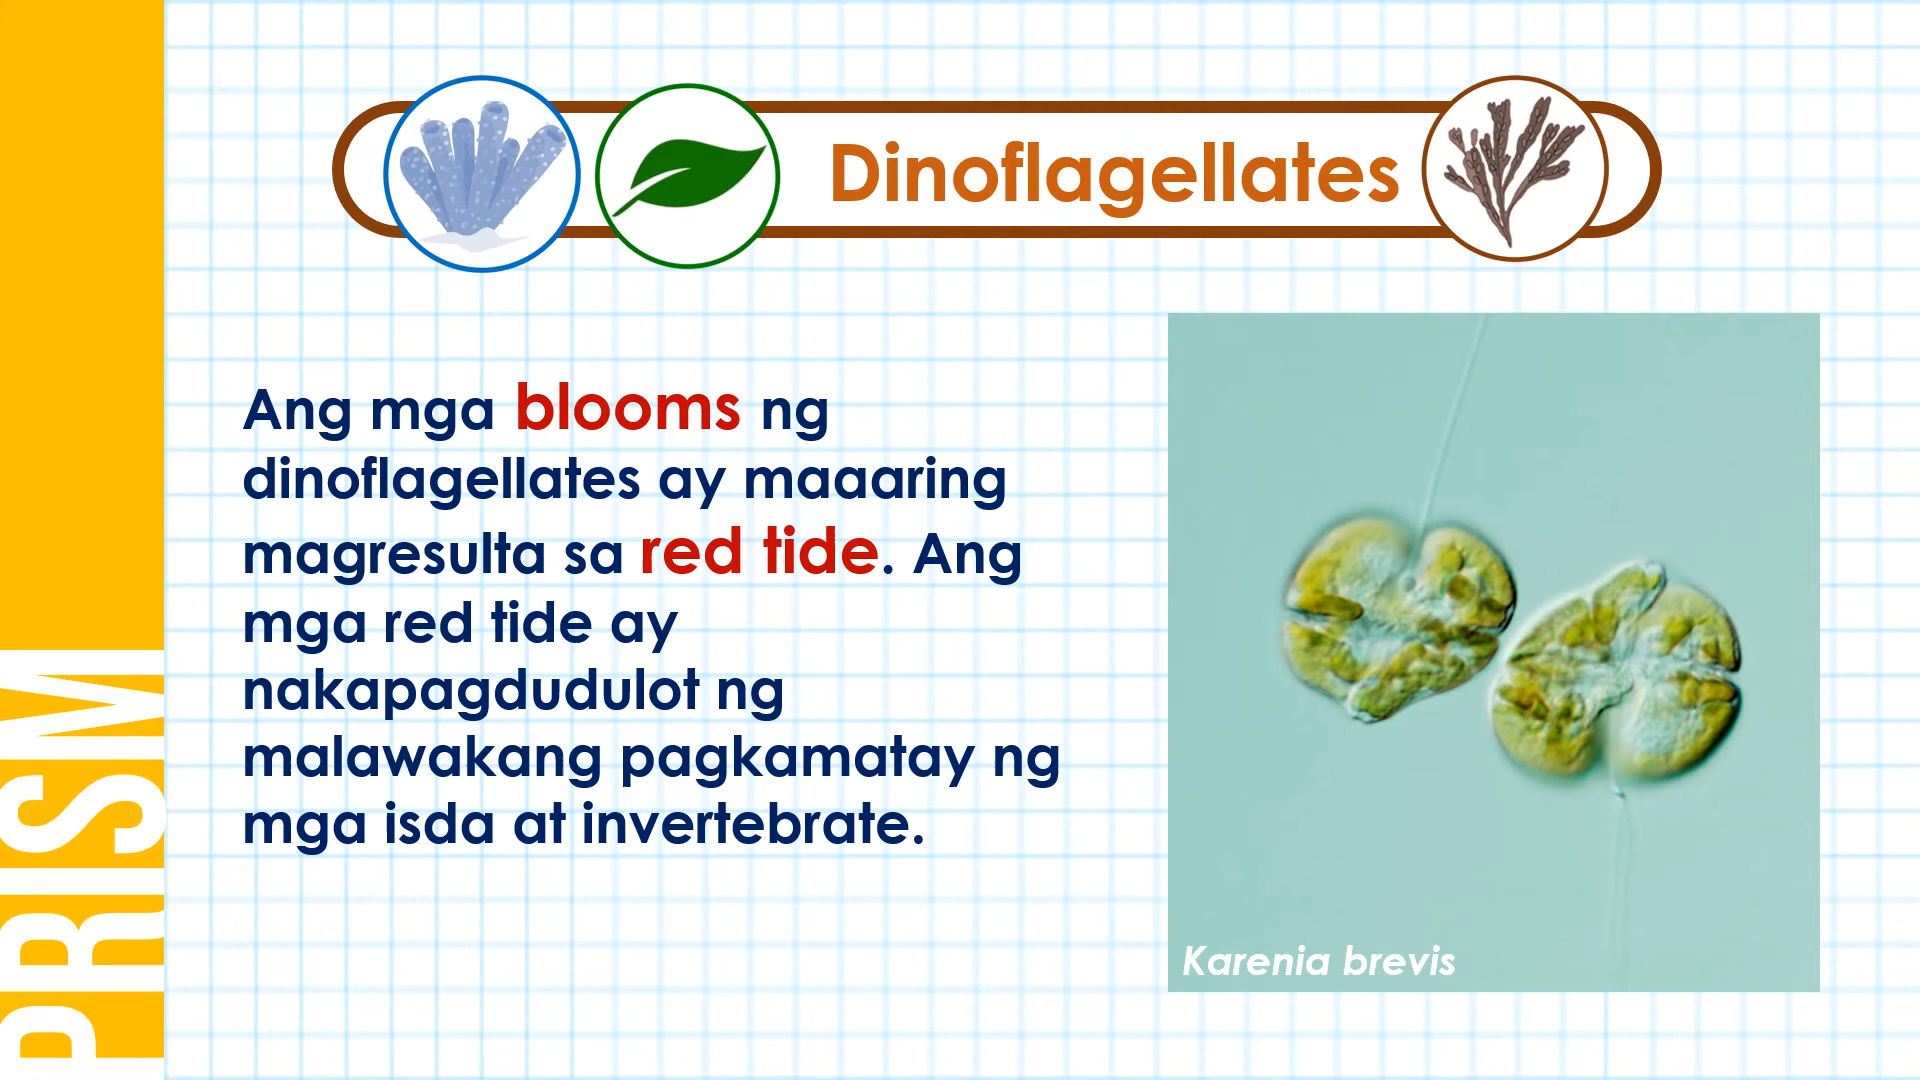 Dinoflagellates
Ang mga blooms ng
dinoflagellates ay maaaring
magresulta sa red tide. Ang
mga red tide ay
nakapagdudulot ng
malawakang pagkamatay ng
mga isda at invertebrate.
Karenia brevis
PRISM